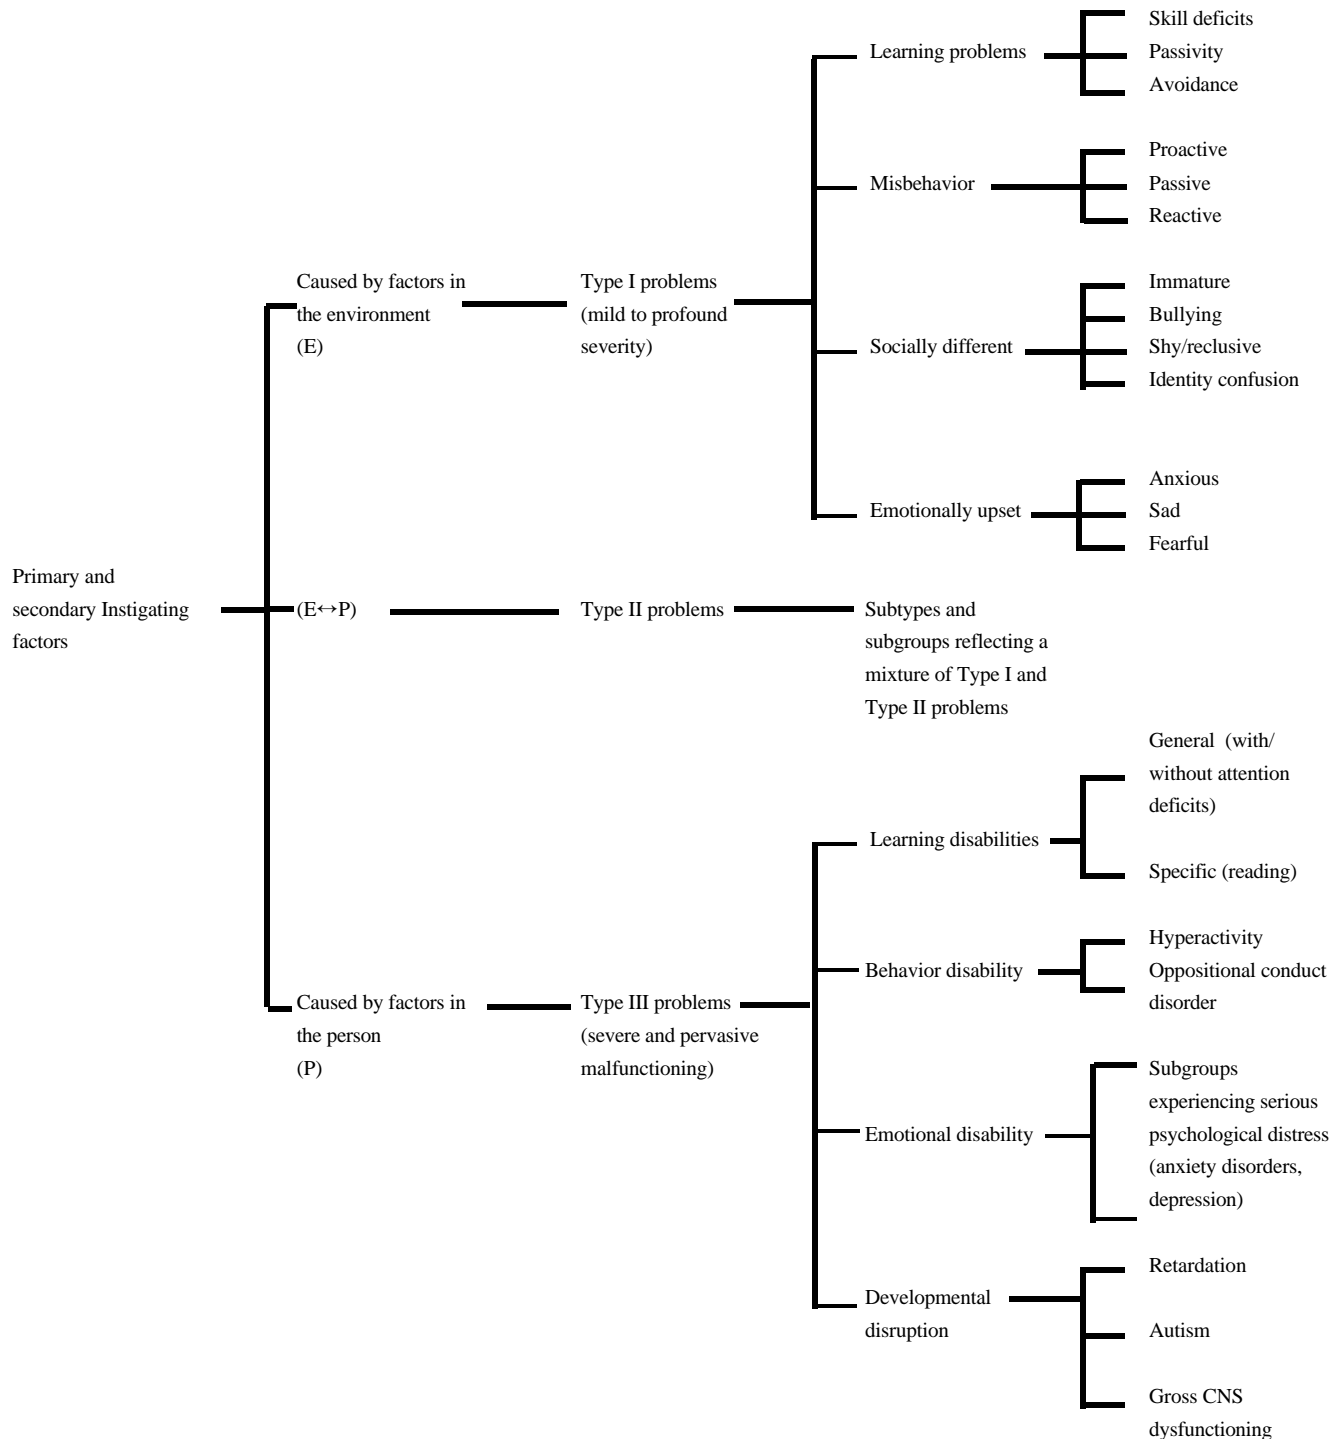 Primary and
secondary Instigating
factors
Caused by factors in
the environment
(E)
Type I problems
(mild to profound
severity)
Learning problems
Skill deficits
Passivity
Avoidance
Misbehavior
Proactive
Passive
Reactive
Socially different
Immature
Bullying
Shy/reclusive
Identity confusion
Emotionally upset
Anxious
Sad
Fearful
(E↔P)
Type II problems
Subtypes and
subgroups reflecting a
mixture of Type I and
Type II problems
Caused by factors in
the person
(P)
Type III problems
(severe and pervasive
malfunctioning)
Learning disabilities
General (with/
without attention
deficits)
Specific (reading)
Behavior disability
Hyperactivity
Oppositional conduct
disorder
Emotional disability
Subgroups
experiencing serious
psychological distress
(anxiety disorders,
depression)
Developmental
disruption
Retardation
Autism
Gross CNS
dysfunctioning